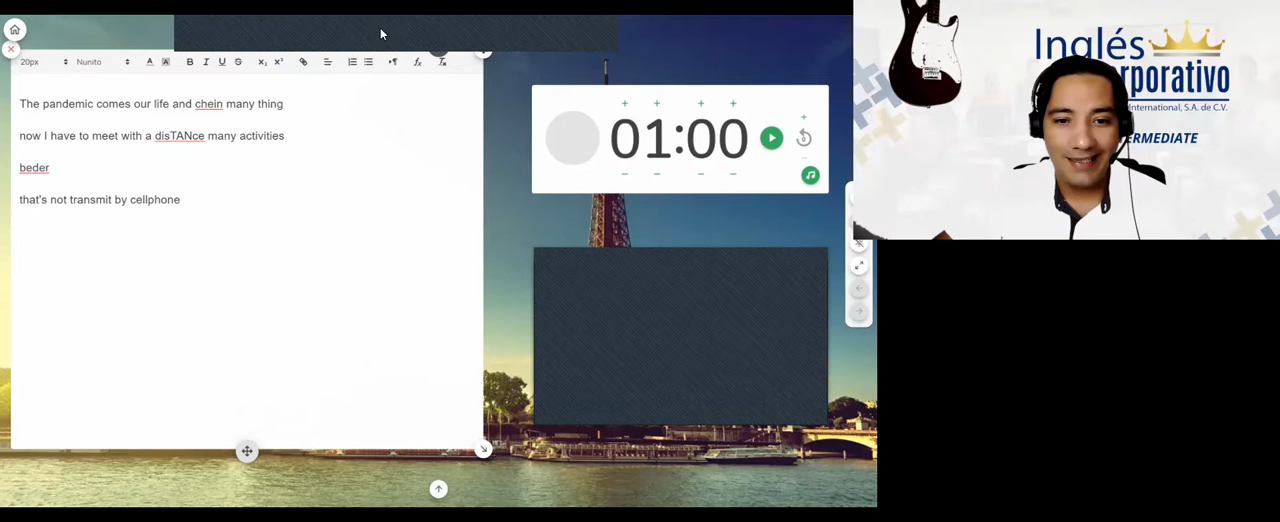 20px Nunito B I U S
The pandemic comes our life and chein many thing
now I have to meet with a disTANce many activities
beder
that's not transmit by cellphone
01:00
Inglés
rporativo
International, S.A. de C.V.
ERMEDIATE